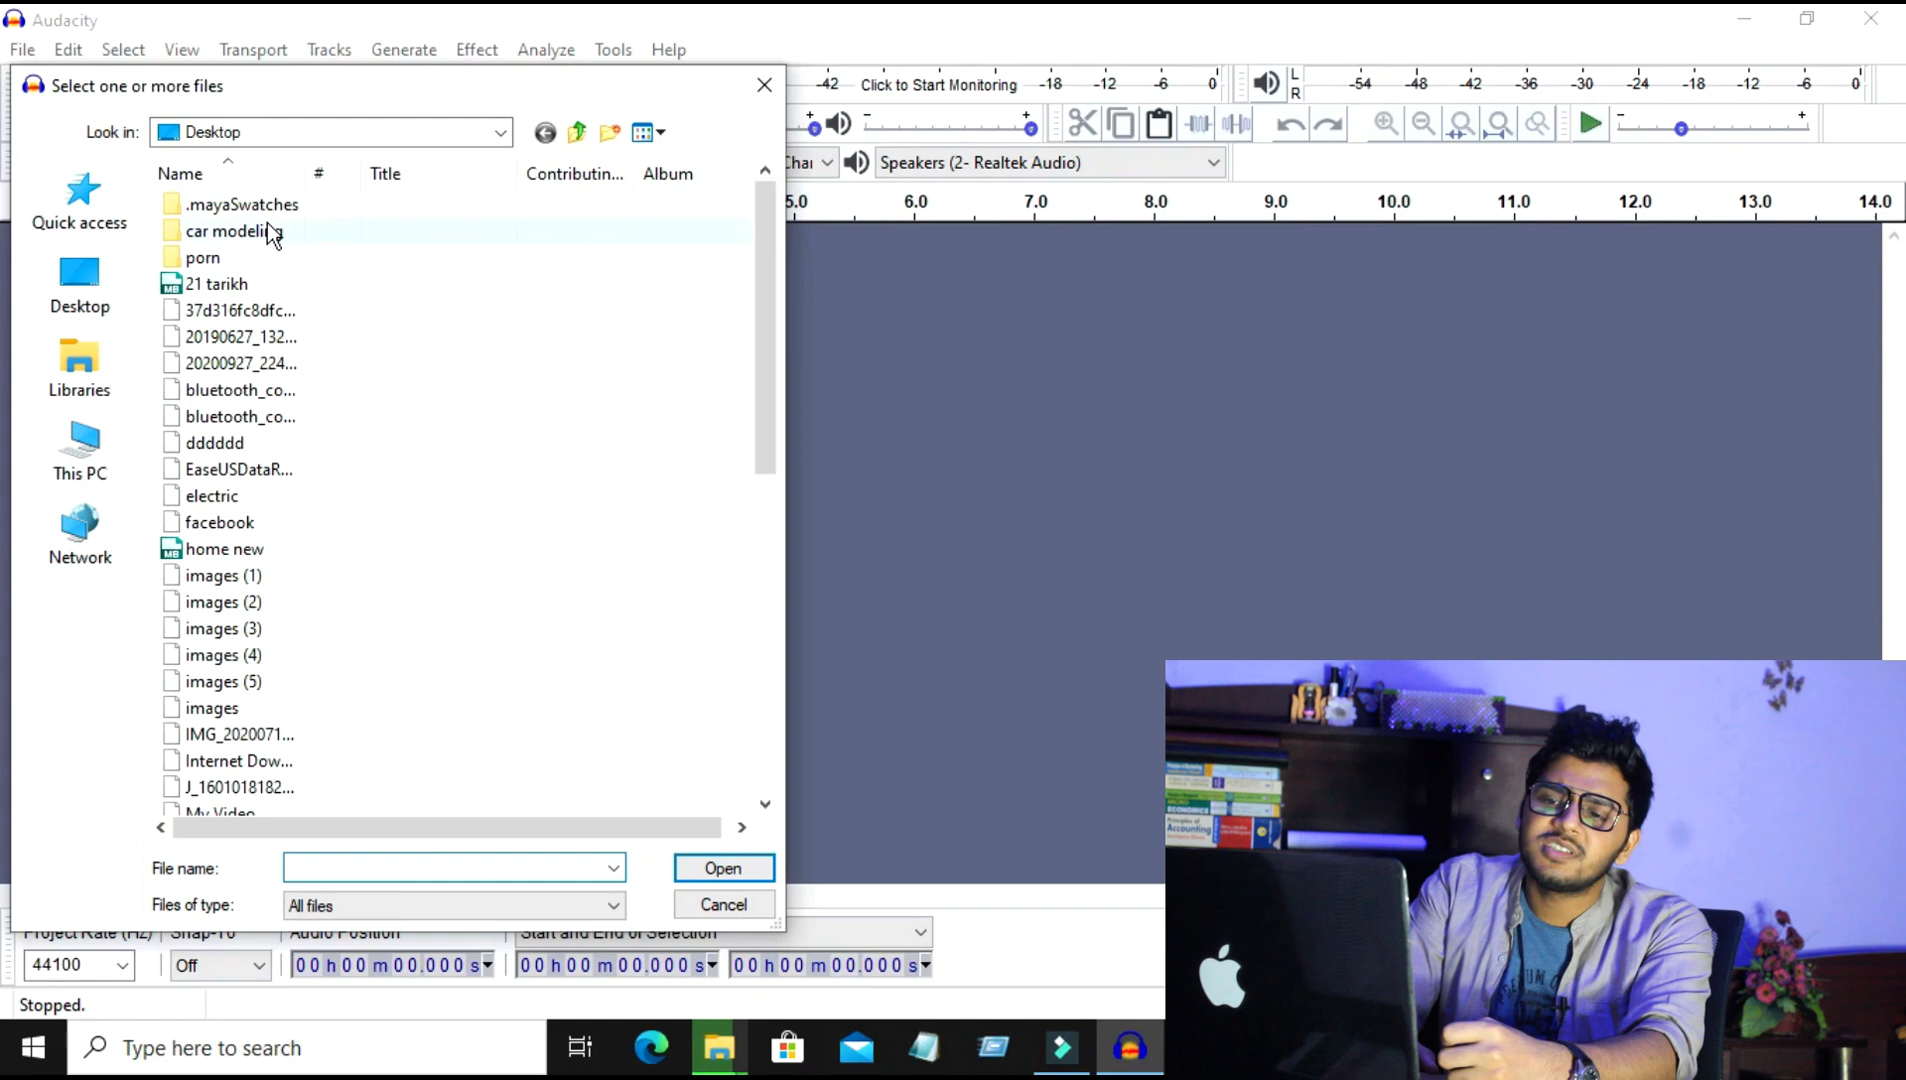 Audacity
File Edit Select View Transport Tracks Generate Effect Analyze Tools Help
Select one or more files
-42 Click to Start Monitoring -18 -12 -6 0
L
R
-54 -48 -42 -36 -30 -24 -18 -12 -6 0
Look in: Desktop
Speakers (2- Realtek Audio)
Name # Title Contributin... Album
5.0 6.0 7.0 8.0 9.0 10.0 11.0 12.0 13.0 14.0
Quick access
Desktop
Libraries
This PC
Network
.mayaSwatches
car modeling
porn
21 tarikh
37d316fc8dfc...
20190627_132...
20200927_224...
bluetooth_co...
bluetooth_co...
dddddd
EaseUSDataR...
electric
facebook
home new
images (1)
images (2)
images (3)
images (4)
images (5)
images
IMG_2020071...
Internet Dow...
J_1601018182...
My Video
File name: Open
Files of type: All files Cancel
Project Rate (Hz) Snap-To Audio Position Start and End of Selection
44100 Off 00 h 00 m 00.000 s 00 h 00 m 00.000 s 00 h 00 m 00.000 s
Stopped.
Type here to search
ECONOMICS
Principles of
Accounting